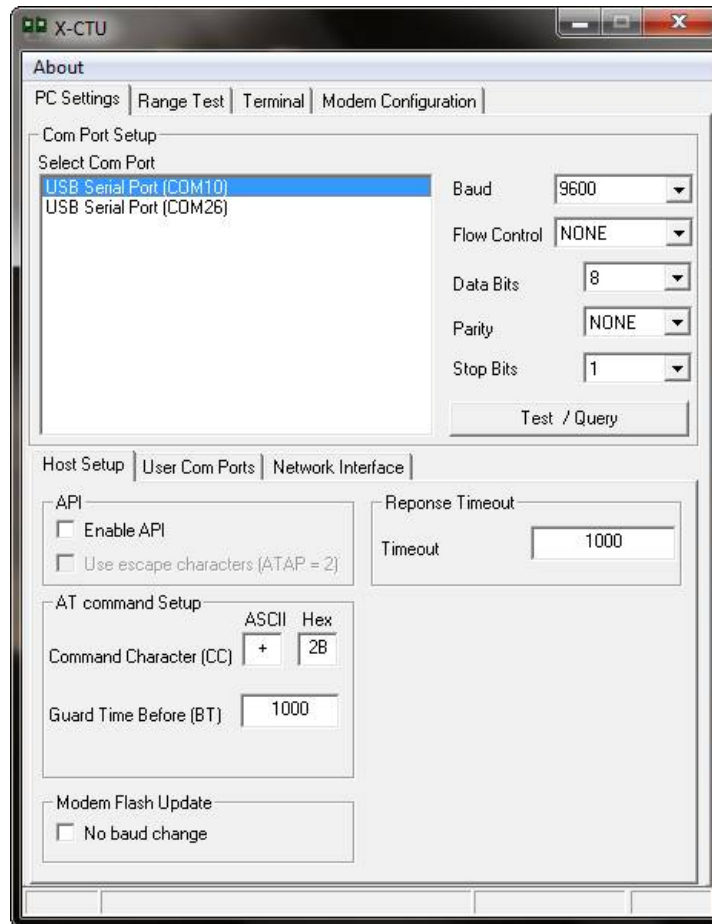 X-CTU
About
PC Settings Range Test Terminal Modem Configuration
Com Port Setup
Select Com Port
USB Serial Port (COM10)
USB Serial Port (COM26)
Baud 9600
Flow Control NONE
Data Bits 8
Parity NONE
Stop Bits 1
Test / Query
Host Setup User Com Ports Network Interface
API
Enable API
Use escape characters (ATAP = 2)
Reponse Timeout
Timeout 1000
AT command Setup
ASCII Hex
Command Character (CC) + 2B
Guard Time Before (BT) 1000
Modem Flash Update
No baud change